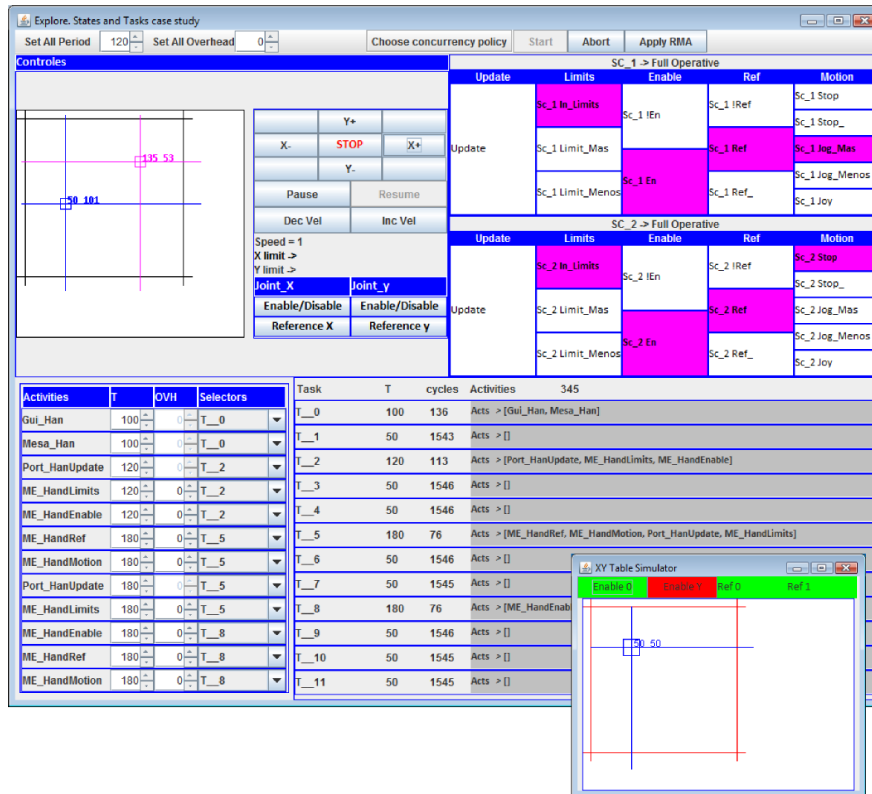 Explore. States and Tasks case study
Set All Period 120 Set All Overhead 0 Choose concurrency policy Start Abort Apply RMA
Controles
135 53
50 101
Y+
X- STOP X+
Y-
Pause Resume
Dec Vel Inc Vel
Speed = 1
X limit ->
Y limit ->
Joint_X Joint_y
Enable/Disable Enable/Disable
Reference X Reference y
SC_1 -> Full Operative
Update Limits Enable Ref Motion
Update
Sc_1 In_Limits
Sc_1 Limit_Mas
Sc_1 Limit_Menos
Sc_1 !En
Sc_1 En
Sc_1 !Ref
Sc_1 Ref
Sc_1 Ref_
Sc_1 Stop
Sc_1 Stop_
Sc_1 Jog_Mas
Sc_1 Jog_Menos
Sc_1 Joy
SC_2 -> Full Operative
Update Limits Enable Ref Motion
Update
Sc_2 In_Limits
Sc_2 Limit_Mas
Sc_2 Limit_Menos
Sc_2 !En
Sc_2 En
Sc_2 !Ref
Sc_2 Ref
Sc_2 Ref_
Sc_2 Stop
Sc_2 Stop_
Sc_2 Jog_Mas
Sc_2 Jog_Menos
Sc_2 Joy
Activities T OVH Selectors
Gui_Han 100 0 T__0
Mesa_Han 100 0 T__0
Port_HanUpdate 120 0 T__2
ME_HandLimits 120 0 T__2
ME_HandEnable 120 0 T__2
ME_HandRef 180 0 T__5
ME_HandMotion 180 0 T__5
Port_HanUpdate 180 0 T__5
ME_HandLimits 180 0 T__5
ME_HandEnable 180 0 T__8
ME_HandRef 180 0 T__8
ME_HandMotion 180 0 T__8
Task T cycles Activities 345
T__0 100 136 Acts > [Gui_Han, Mesa_Han]
T__1 50 1543 Acts > []
T__2 120 113 Acts > [Port_HanUpdate, ME_HandLimits, ME_HandEnable]
T__3 50 1546 Acts > []
T__4 50 1546 Acts > []
T__5 180 76 Acts > [ME_HandRef, ME_HandMotion, Port_HanUpdate, ME_HandLimits]
T__6 50 1546 Acts > []
T__7 50 1545 Acts > []
T__8 180 76 Acts > [ME_HandEnabl
T__9 50 1546 Acts > []
T__10 50 1545 Acts > []
T__11 50 1545 Acts > []
XY Table Simulator
Enable 0 Enable Y Ref 0 Ref 1
50 50